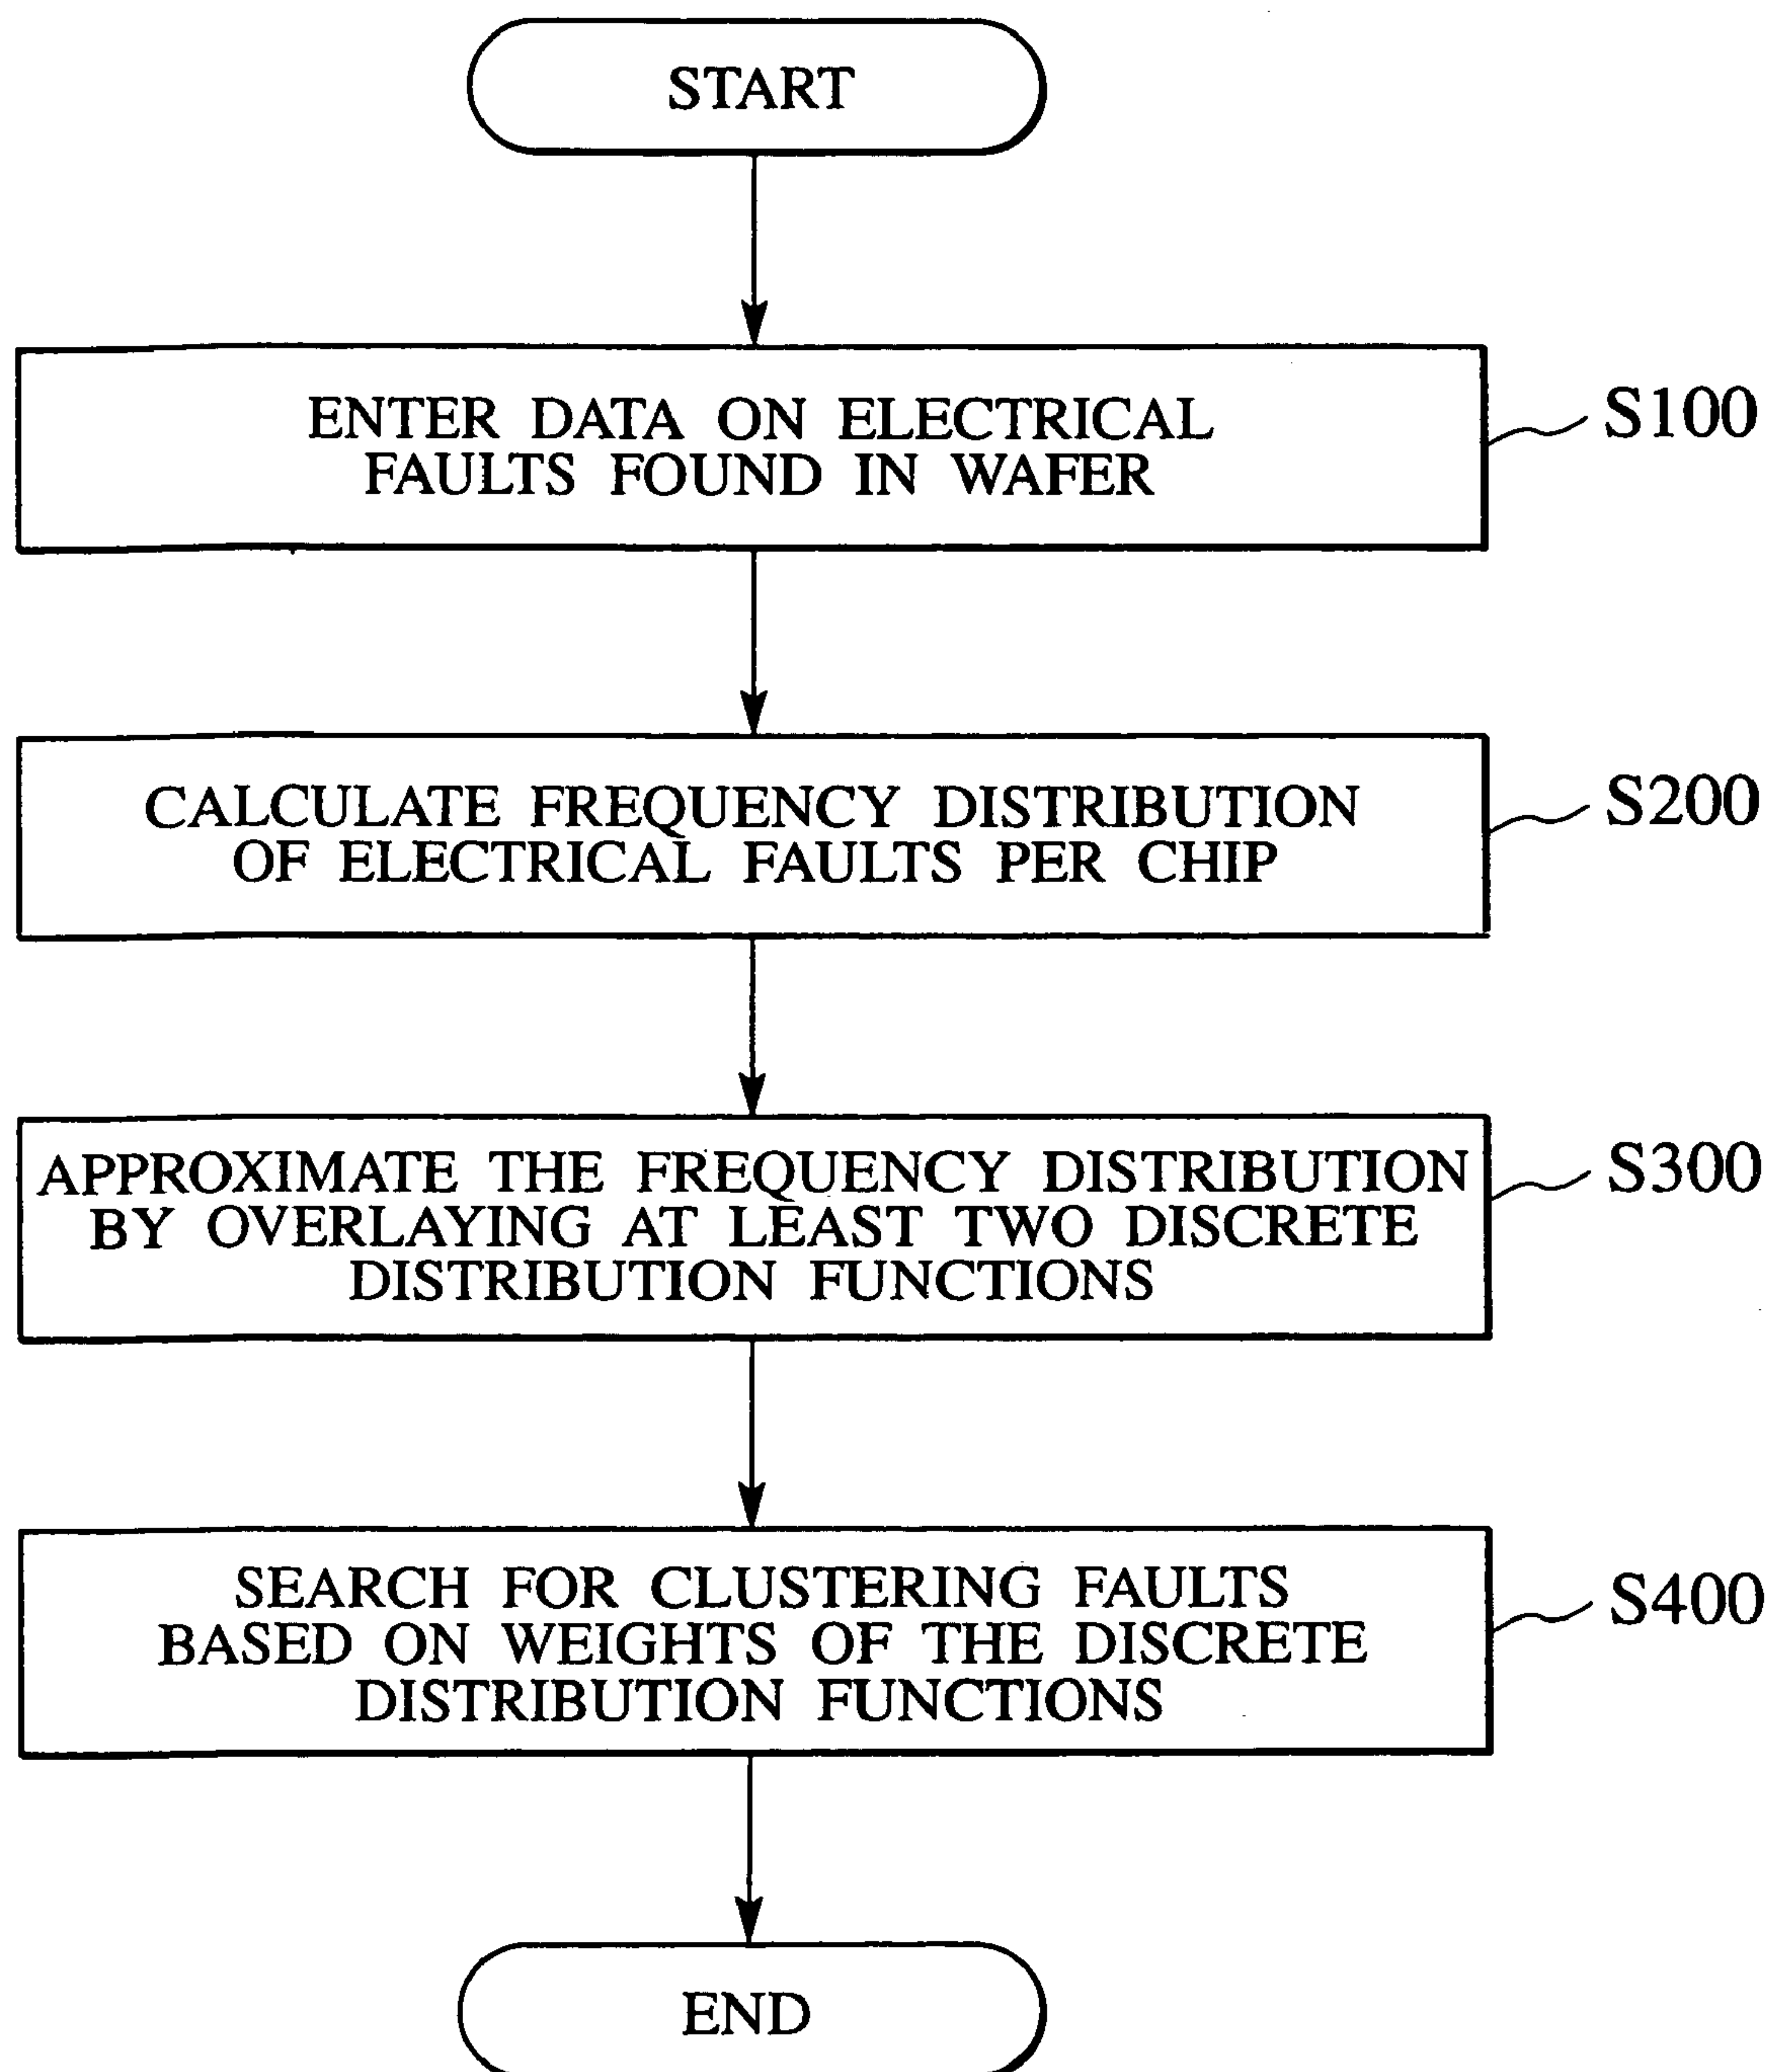 START
ENTER DATA ON ELECTRICAL
FAULTS FOUND IN WAFER
S100
CALCULATE FREQUENCY DISTRIBUTION
OF ELECTRICAL FAULTS PER CHIP
S200
APPROXIMATE THE FREQUENCY DISTRIBUTION
BY OVERLAYING AT LEAST TWO DISCRETE
DISTRIBUTION FUNCTIONS
S300
SEARCH FOR CLUSTERING FAULTS
BASED ON WEIGHTS OF THE DISCRETE
DISTRIBUTION FUNCTIONS
S400
END